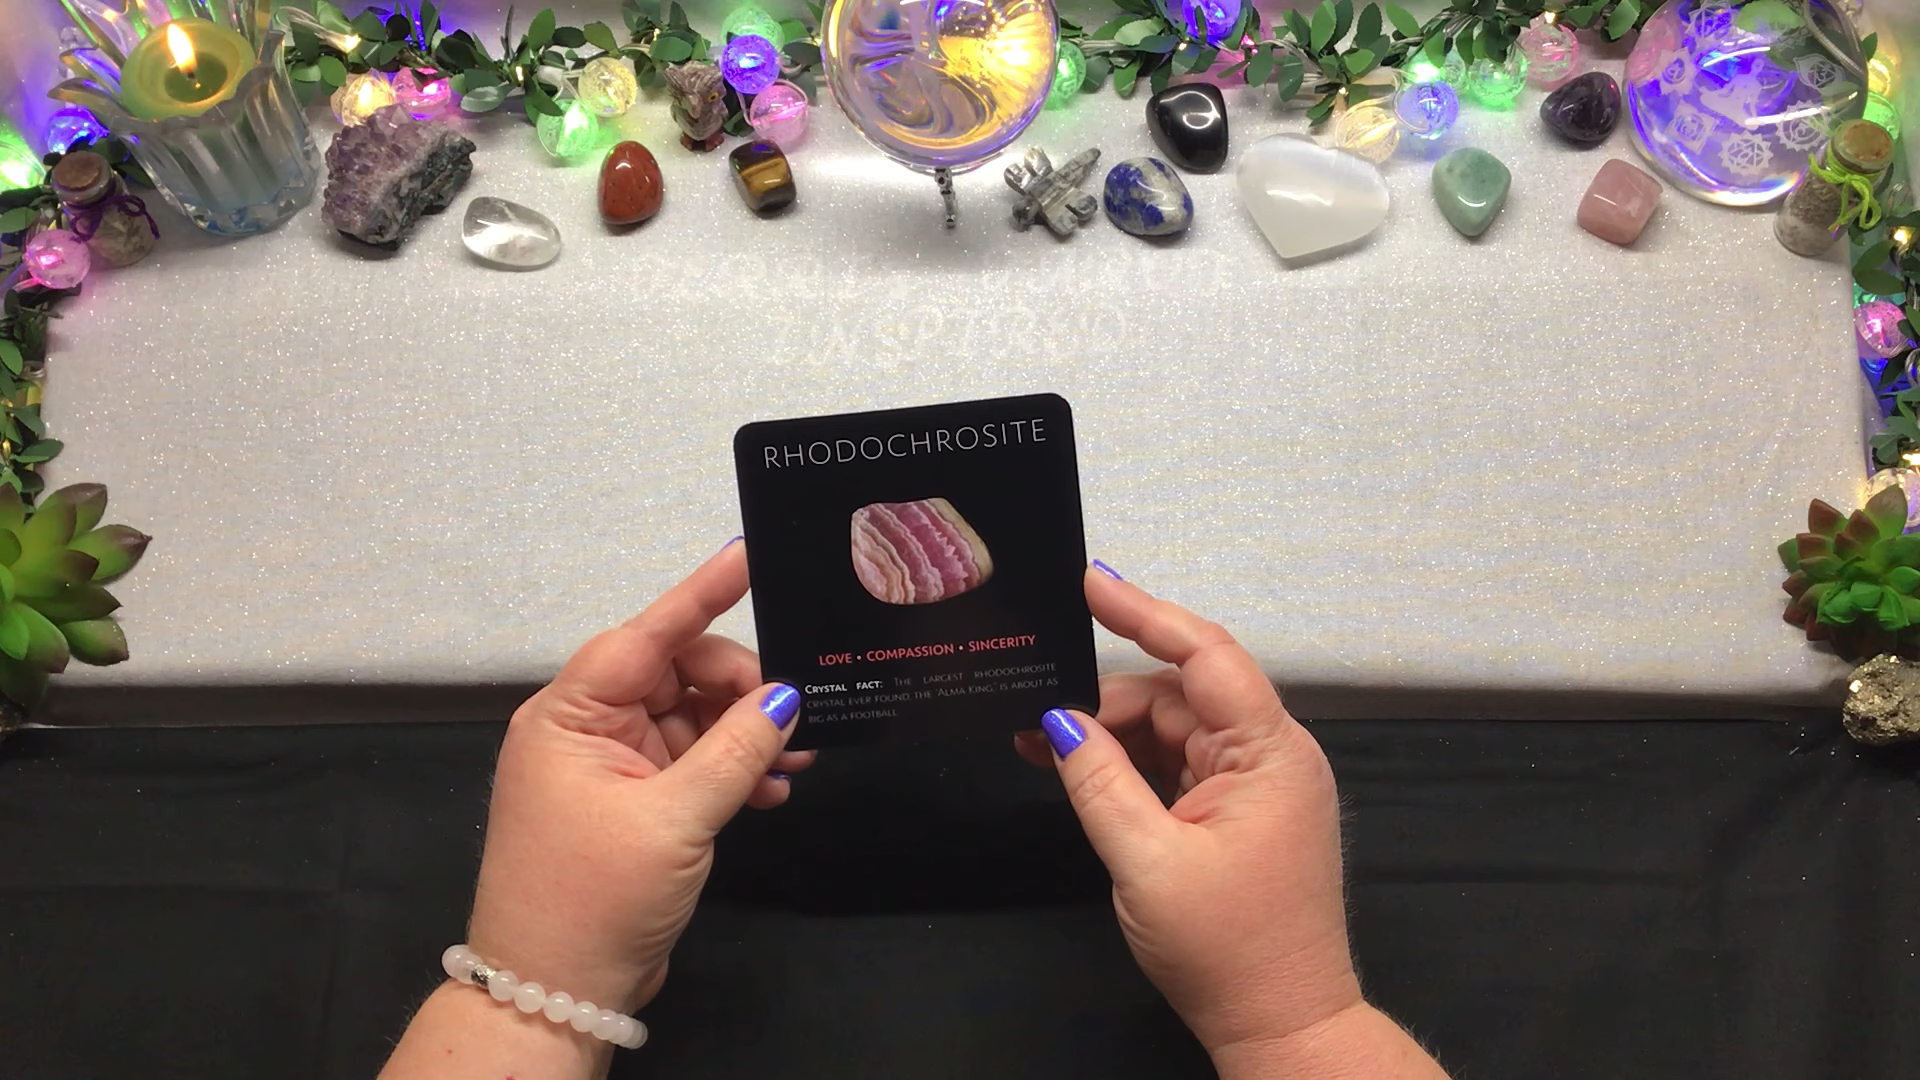 INSPIRED
RHODOCHROSITE
LOVE • COMPASSION • SINCERITY
CRYSTAL FACT: THE LARGEST RHODOCHROSITE
CRYSTAL EVER FOUND, THE 'ALMA KING,' IS ABOUT AS
BIG AS A FOOTBALL.